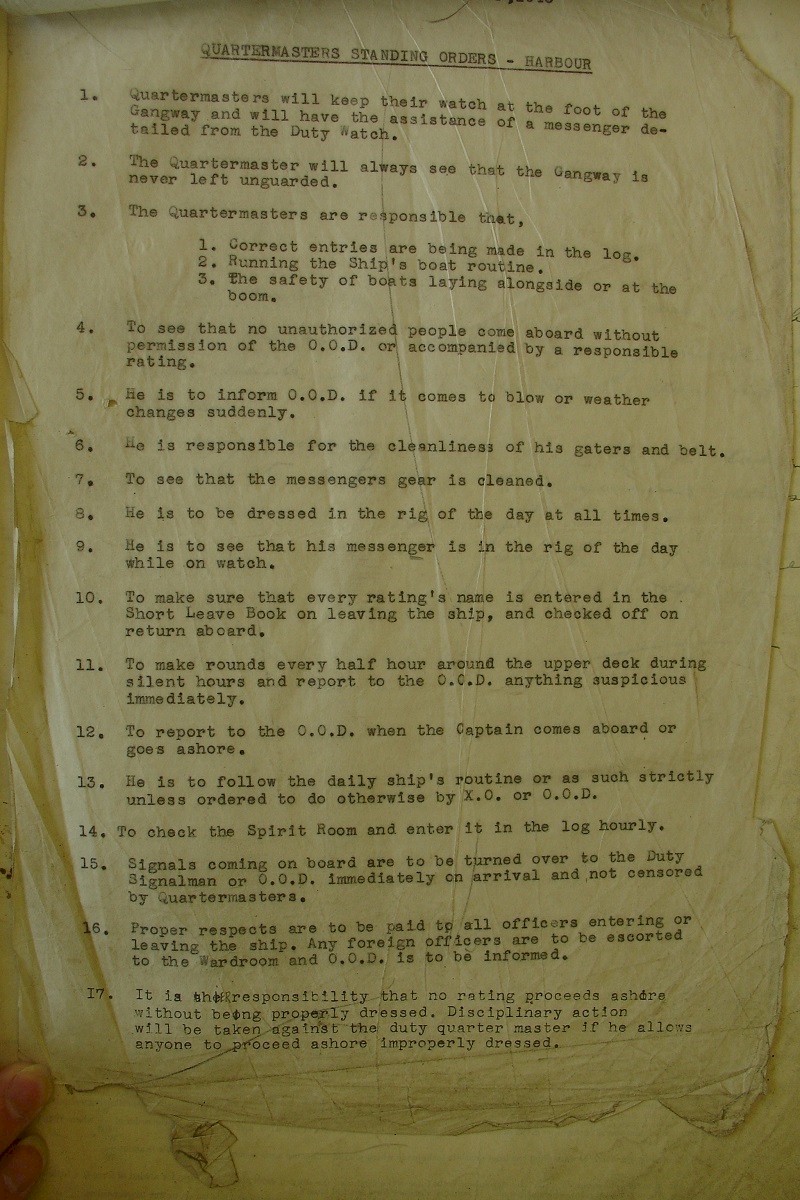 QUARTERMASTERS STANDING ORDERS - HARBOUR
1. Quartermasters will keep their watch at the foot of the
Gangway and will have the assistance of a messenger de-
tailed from the Duty Watch.
2. The Quartermaster will always see that the Gangway is
never left unguarded.
3. The Quartermasters are responsible that,
1. Correct entries are being made in the log.
2. Running the Ship's boat routine.
3. The safety of boats laying alongside or at the
boom.
4. To see that no unauthorized people come aboard without
permission of the O.O.D. or accompanied by a responsible
rating.
5. He is to inform O.O.D. if it comes to blow or weather
changes suddenly.
6. He is responsible for the cleanliness of his gaters and belt.
7. To see that the messengers gear is cleaned.
8. He is to be dressed in the rig of the day at all times.
9. He is to see that his messenger is in the rig of the day
while on watch.
10. To make sure that every rating's name is entered in the
Short Leave Book on leaving the ship, and checked off on
return aboard.
11. To make rounds every half hour around the upper deck during
silent hours and report to the O.O.D. anything suspicious
immediately.
12. To report to the O.O.D. when the Captain comes aboard or
goes ashore.
13. He is to follow the daily ship's routine or as such strictly
unless ordered to do otherwise by X.O. or O.O.D.
14. To check the Spirit Room and enter it in the log hourly.
15. Signals coming on board are to be turned over to the Duty
Signalman or O.O.D. immediately on arrival and not censored
by Quartermasters.
16. Proper respects are to be paid to all officers entering or
leaving the ship. Any foreign officers are to be escorted
to the Wardroom and O.O.D. is to be informed.
17. It is responsibility that no rating proceeds ashore
without being properly dressed. Disciplinary action
will be taken against the duty quarter master if he allows
anyone to proceed ashore improperly dressed.